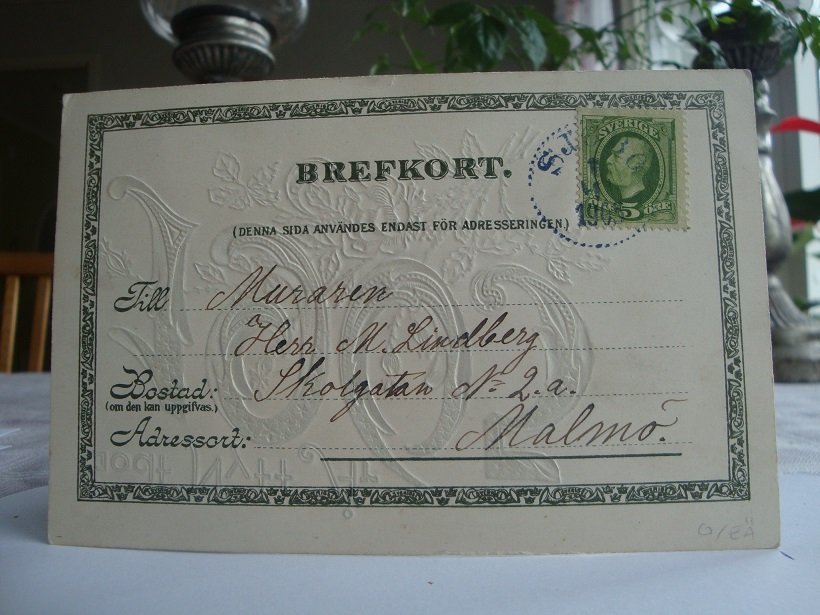 BREFKORT.
(DENNA SIDA ANVÄNDES ENDAST FÖR ADRESSERINGEN)
SVERIGE
5 ÖRE
Till Muraren
Herr M. Lindberg
Bostad: Skolgatan No 2.a.
(om den kan uppgifvas.)
Adressort: Malmö.